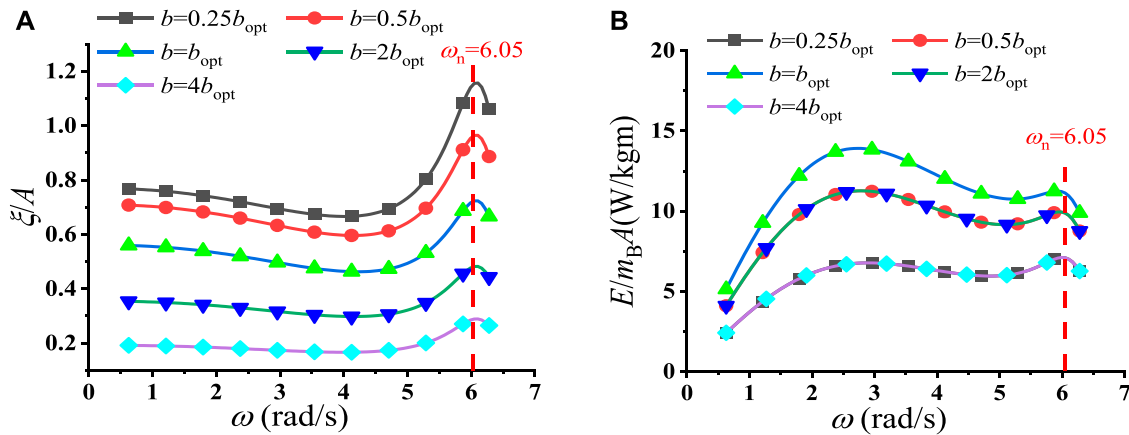 A
b=0.25b_opt
b=0.5b_opt
b=b_opt
b=2b_opt
b=4b_opt
ω_n=6.05
1.2
1.0
0.8
0.6
0.4
0.2
ξ/A
0 1 2 3 4 5 6 7
ω (rad/s)
B
b=0.25b_opt
b=0.5b_opt
b=b_opt
b=2b_opt
b=4b_opt
ω_n=6.05
20
15
10
5
0
E/m_BA(W/kgm)
0 1 2 3 4 5 6 7
ω (rad/s)